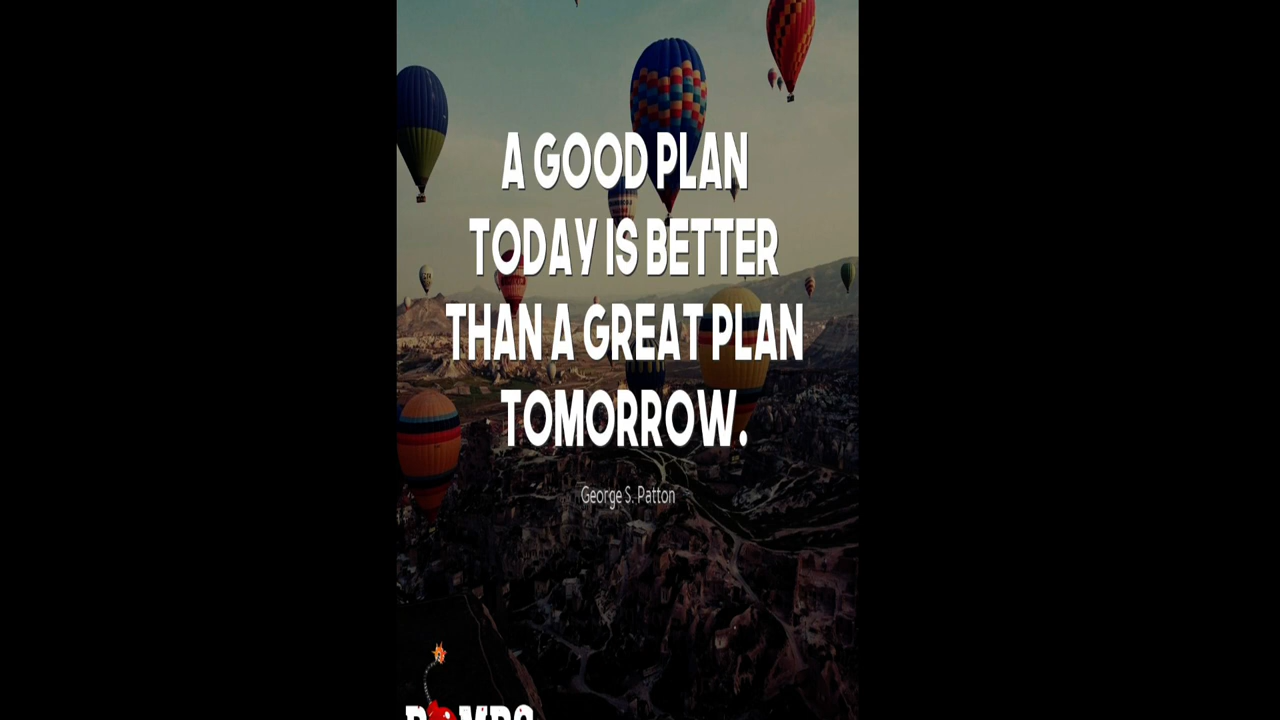 A GOOD PLAN
TODAY IS BETTER
THAN A GREAT PLAN
TOMORROW.
George S. Patton